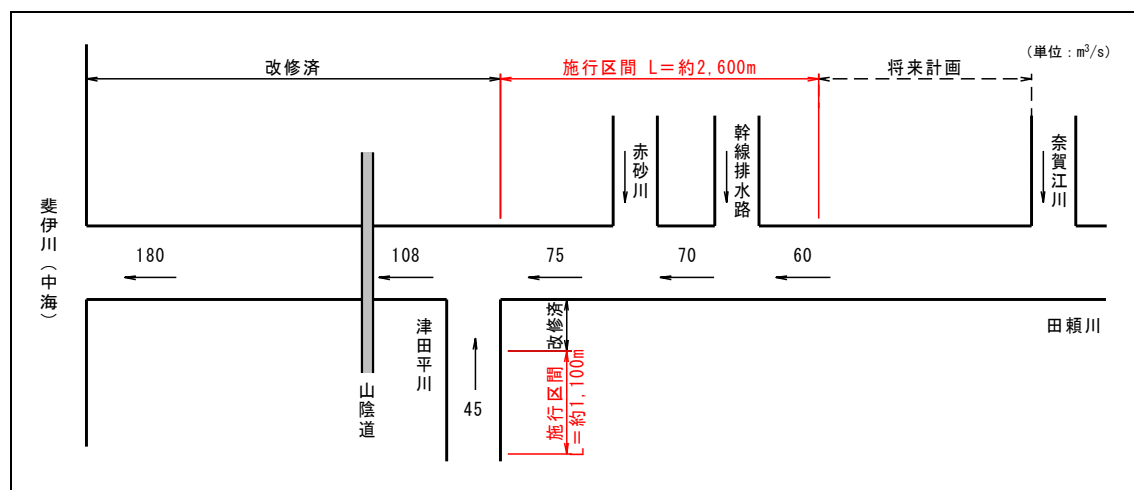 (単位:m³/s)
改修済
施行区間 L=約2,600m
将来計画
赤砂川
幹線排水路
奈賀江川
斐伊川(中海)
180
108
75
70
60
田頼川
津田平川
山陰道
45
改修済
施行区間
L=約1,100m